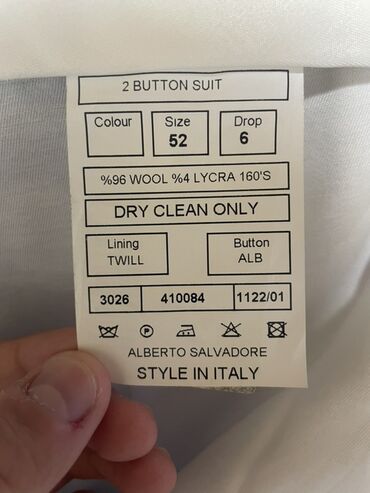 2 BUTTON SUIT
Colour Size Drop
52 6
%96 WOOL %4 LYCRA 160'S
DRY CLEAN ONLY
Lining Button
TWILL ALB
3026 410084 1122/01
P
ALBERTO SALVADORE
STYLE IN ITALY